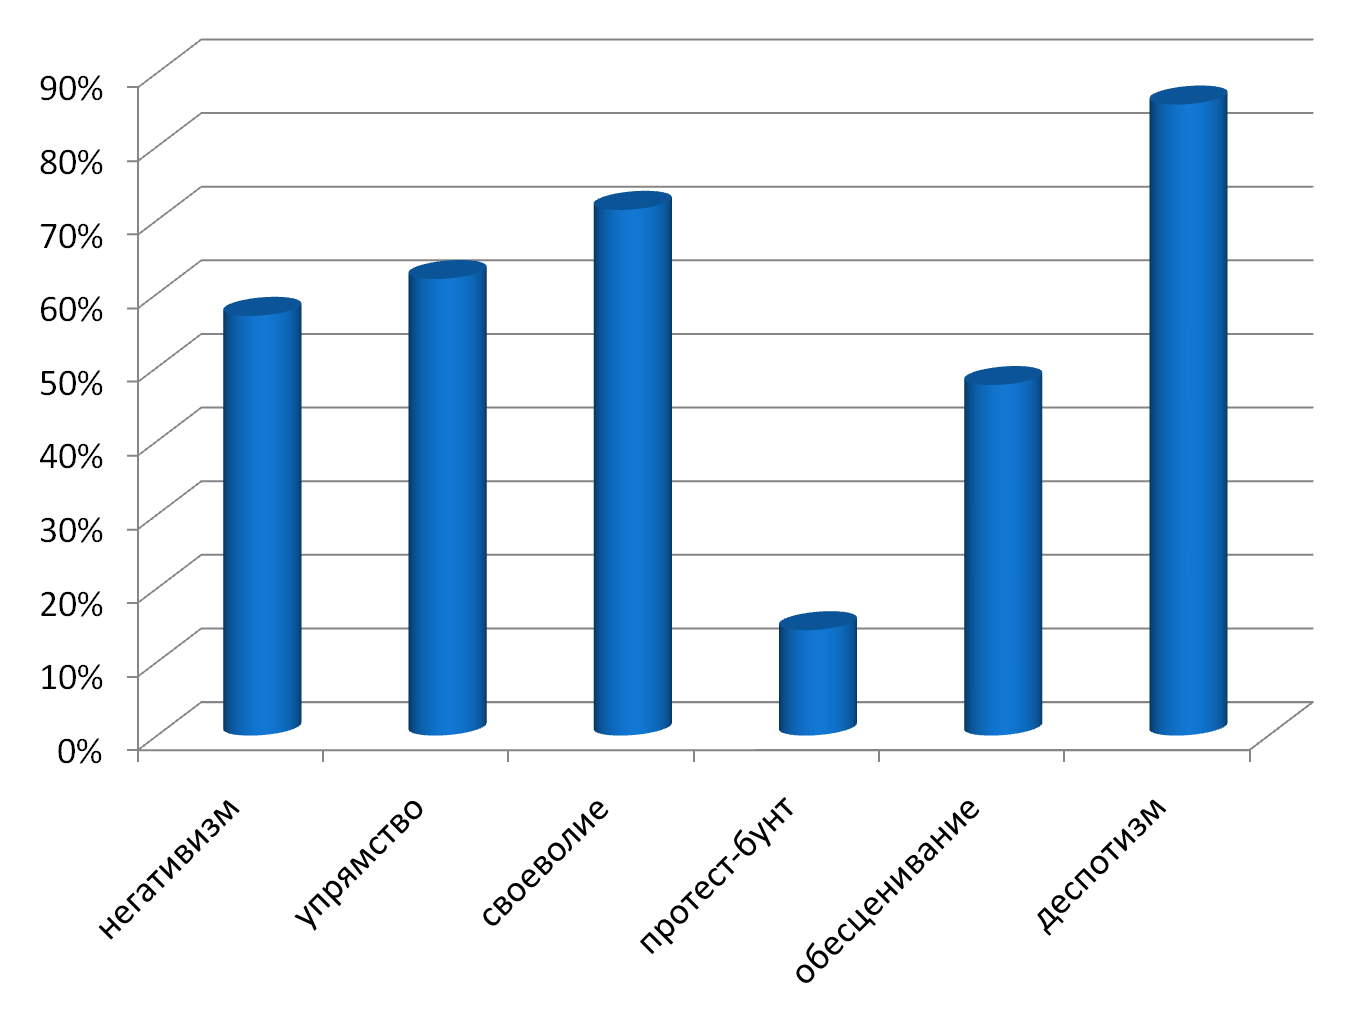 90%
80%
70%
60%
50%
40%
30%
20%
10%
0%
негативизм
упрямство
своеволие
протест-бунт
обесценивание
деспотизм